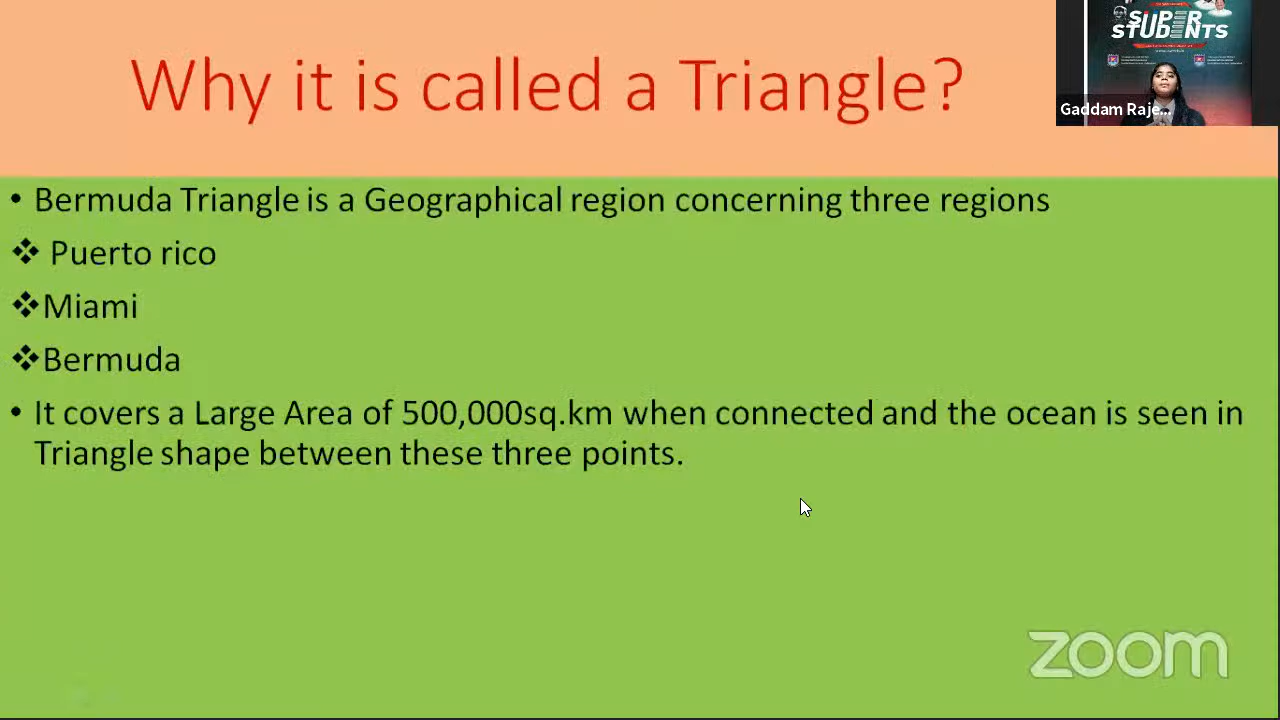 Why it is called a Triangle?
SUPER
STUDENTS
Gaddam Raje...
• Bermuda Triangle is a Geographical region concerning three regions
❖ Puerto rico
❖Miami
❖Bermuda
• It covers a Large Area of 500,000sq.km when connected and the ocean is seen in
Triangle shape between these three points.
zoom